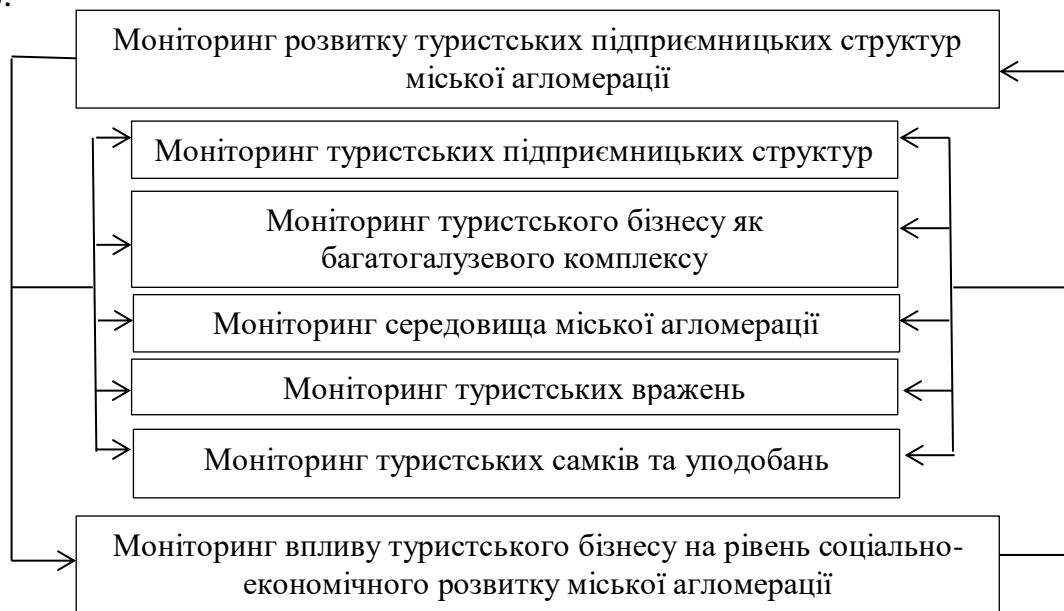 Моніторинг розвитку туристських підприємницьких структур
міської агломерації
Моніторинг туристських підприємницьких структур
Моніторинг туристського бізнесу як
багатогалузевого комплексу
Моніторинг середовища міської агломерації
Моніторинг туристських вражень
Моніторинг туристських самків та уподобань
Моніторинг впливу туристського бізнесу на рівень соціально-
економічного розвитку міської агломерації